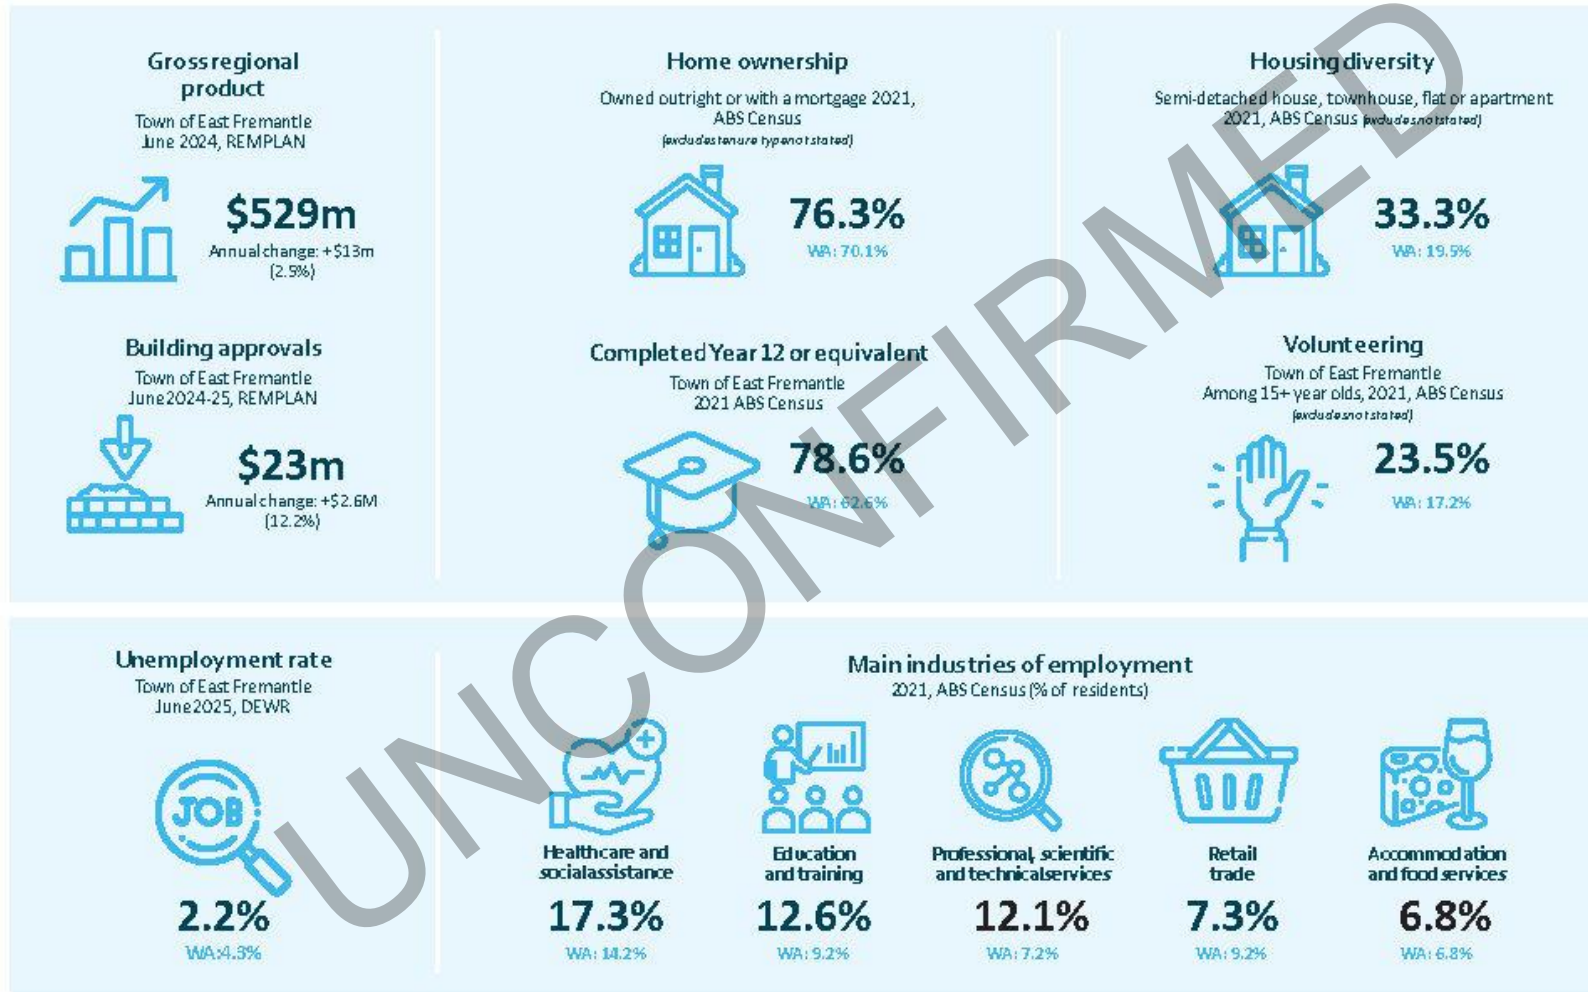 Gross regional
product
Town of East Fremantle
June 2024, REMPLAN
$529m
Annual change: +$13m
(2.5%)
Building approvals
Town of East Fremantle
June 2024-25, REMPLAN
$23m
Annual change: +$2.6M
(12.2%)
Home ownership
Owned outright or with a mortgage 2021,
ABS Census
(excludes tenure type not stated)
76.3%
WA: 70.1%
Completed Year 12 or equivalent
Town of East Fremantle
2021 ABS Census
78.6%
WA: 62.6%
Housing diversity
Semi-detached house, townhouse, flat or apartment
2021, ABS Census (excludes not stated)
33.3%
WA: 19.5%
Volunteering
Town of East Fremantle
Among 15+ year olds, 2021, ABS Census
(excludes not stated)
23.5%
WA: 17.2%
Unemployment rate
Town of East Fremantle
June 2025, DEWR
JOB
2.2%
WA: 4.3%
Main industries of employment
2021, ABS Census (% of residents)
Healthcare and
social assistance
17.3%
WA: 14.2%
Education
and training
12.6%
WA: 9.2%
Professional, scientific
and technical services
12.1%
WA: 7.2%
Retail
trade
7.3%
WA: 9.2%
Accommodation
and food services
6.8%
WA: 6.8%
UNCONFIRMED